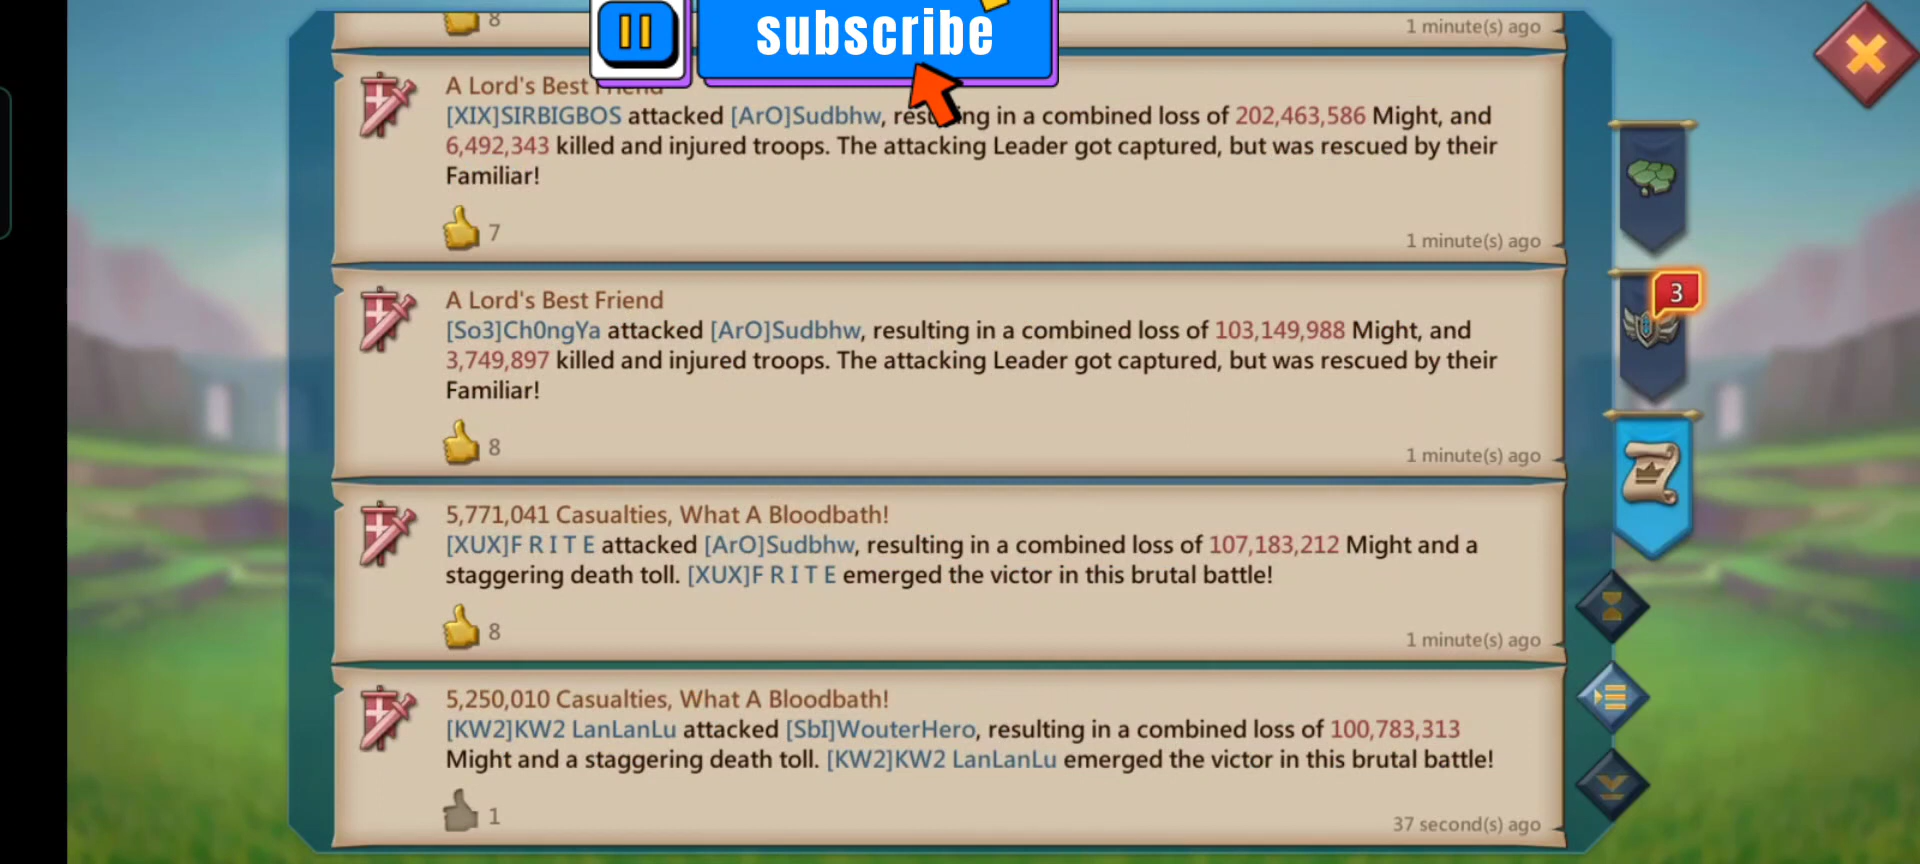 8
subscribe
1 minute(s) ago
A Lord's Best
[XIX]SIRBIGBOS attacked [ArO]Sudbhw, in a combined loss of 202,463,586 Might, and
6,492,343 killed and injured troops. The attacking Leader got captured, but was rescued by their
Familiar!
7
1 minute(s) ago
3
A Lord's Best Friend
[So3]Ch0ngYa attacked [ArO]Sudbhw, resulting in a combined loss of 103,149,988 Might, and
3,749,897 killed and injured troops. The attacking Leader got captured, but was rescued by their
Familiar!
8
1 minute(s) ago
5,771,041 Casualties, What A Bloodbath!
[XUX]F R I T E attacked [ArO]Sudbhw, resulting in a combined loss of 107,183,212 Might and a
staggering death toll. [XUX]F R I T E emerged the victor in this brutal battle!
8
1 minute(s) ago
5,250,010 Casualties, What A Bloodbath!
[KW2]KW2 LanLanLu attacked [SbI]WouterHero, resulting in a combined loss of 100,783,313
Might and a staggering death toll. [KW2]KW2 LanLanLu emerged the victor in this brutal battle!
1
37 second(s) ago